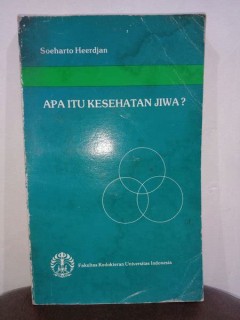 Soeharto Heerdjan
APA ITU KESEHATAN JIWA?
Fakultas Kedokteran Universitas Indonesia